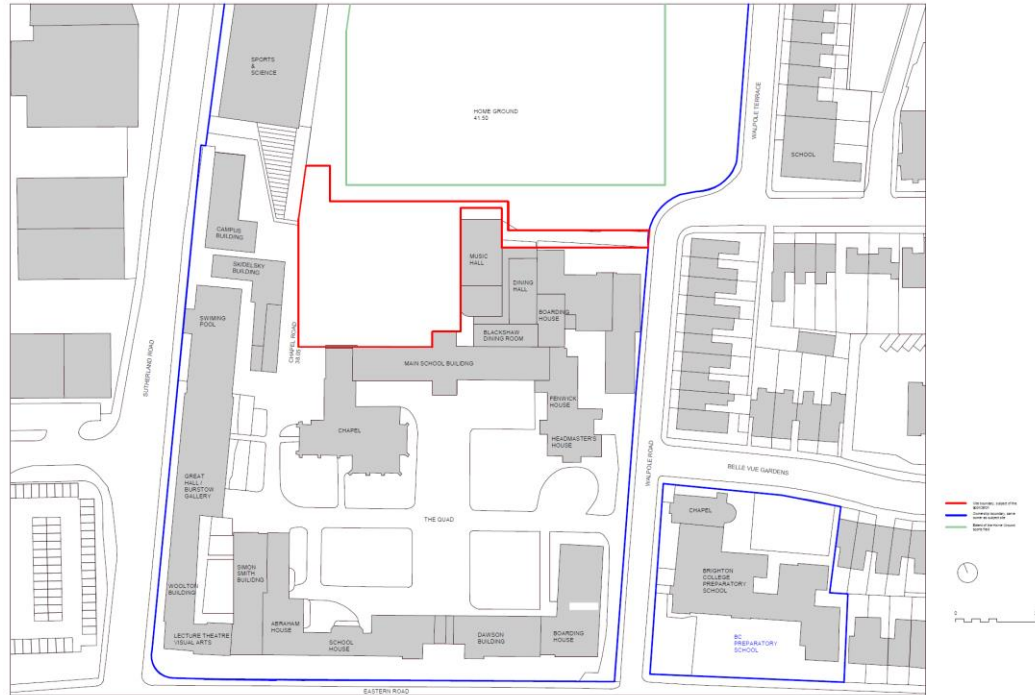 SPORTS
&
SCIENCE
HOME GROUND
41.50
WALPOLE TERRACE
SCHOOL
CAMPUS
BUILDING
SKIDELSKY
BUILDING
MUSIC
HALL
DINING
HALL
BOARDING
HOUSE
SWIMING
POOL
BLACKSHAW
DINING ROOM
CHAPEL ROAD
MAIN SCHOOL BUILDING
SUTHERLAND ROAD
FENWICK
HOUSE
CHAPEL
HEADMASTER'S
HOUSE
WALPOLE ROAD
BELLE VUE GARDENS
GREAT
HALL /
BURSTOW
GALLERY
THE QUAD
CHAPEL
SIMON
SMITH
BUILIDING
BRIGHTON
COLLEGE
PREPARATORY
SCHOOL
WOOLTON
BUILDING
ABRAHAM
HOUSE
LECTURE THEATRE
VISUAL ARTS
SCHOOL
HOUSE
DAWSON
BUILDING
BOARDING
HOUSE
BC
PREPARATORY
SCHOOL
EASTERN ROAD
0